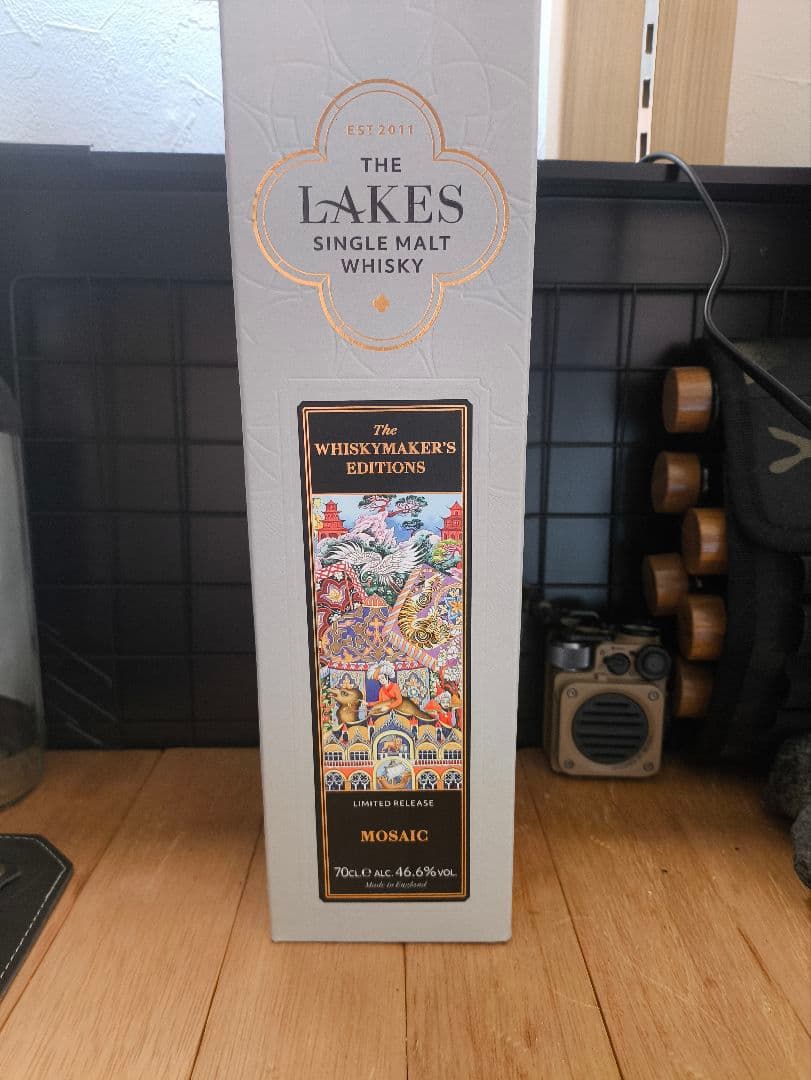 EST 2011
THE
LAKES
SINGLE MALT
WHISKY
The
WHISKYMAKER'S
EDITIONS
LIMITED RELEASE
MOSAIC
70CL ℮ ALC. 46.6% VOL.
Made in England